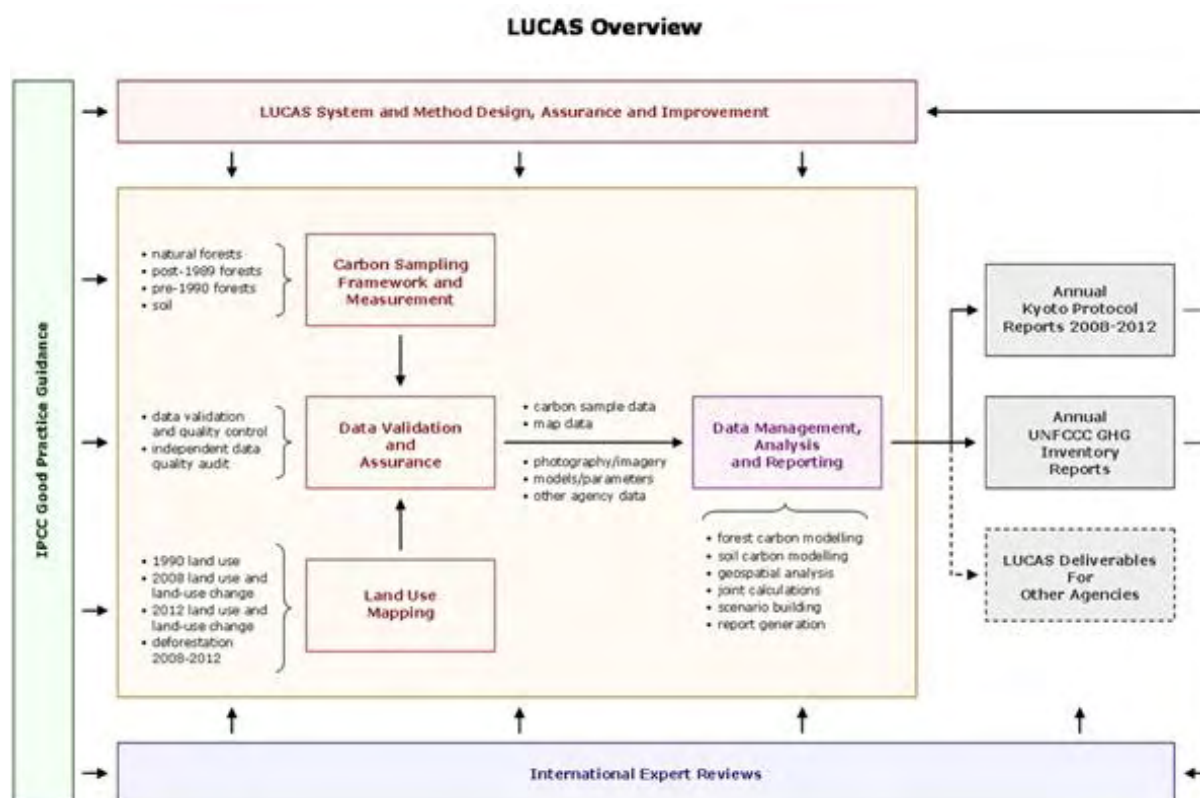 LUCAS Overview
IPCC Good Practice Guidance
LUCAS System and Method Design, Assurance and Improvement
• natural forests
• post-1989 forests
• pre-1990 forests
• soil
Carbon Sampling
Framework and
Measurement
• data validation
and quality control
• independent data
quality audit
Data Validation
and
Assurance
• carbon sample data
• map data
• photography/imagery
• models/parameters
• other agency data
Data Management,
Analysis
and Reporting
• forest carbon modelling
• soil carbon modelling
• geospatial analysis
• joint calculations
• scenario building
• report generation
• 1990 land use
• 2008 land use and
land-use change
• 2012 land use and
land-use change
• deforestation
2008-2012
Land Use
Mapping
Annual
Kyoto Protocol
Reports 2008-2012
Annual
UNFCCC GHG
Inventory
Reports
LUCAS Deliverables
For
Other Agencies
International Expert Reviews